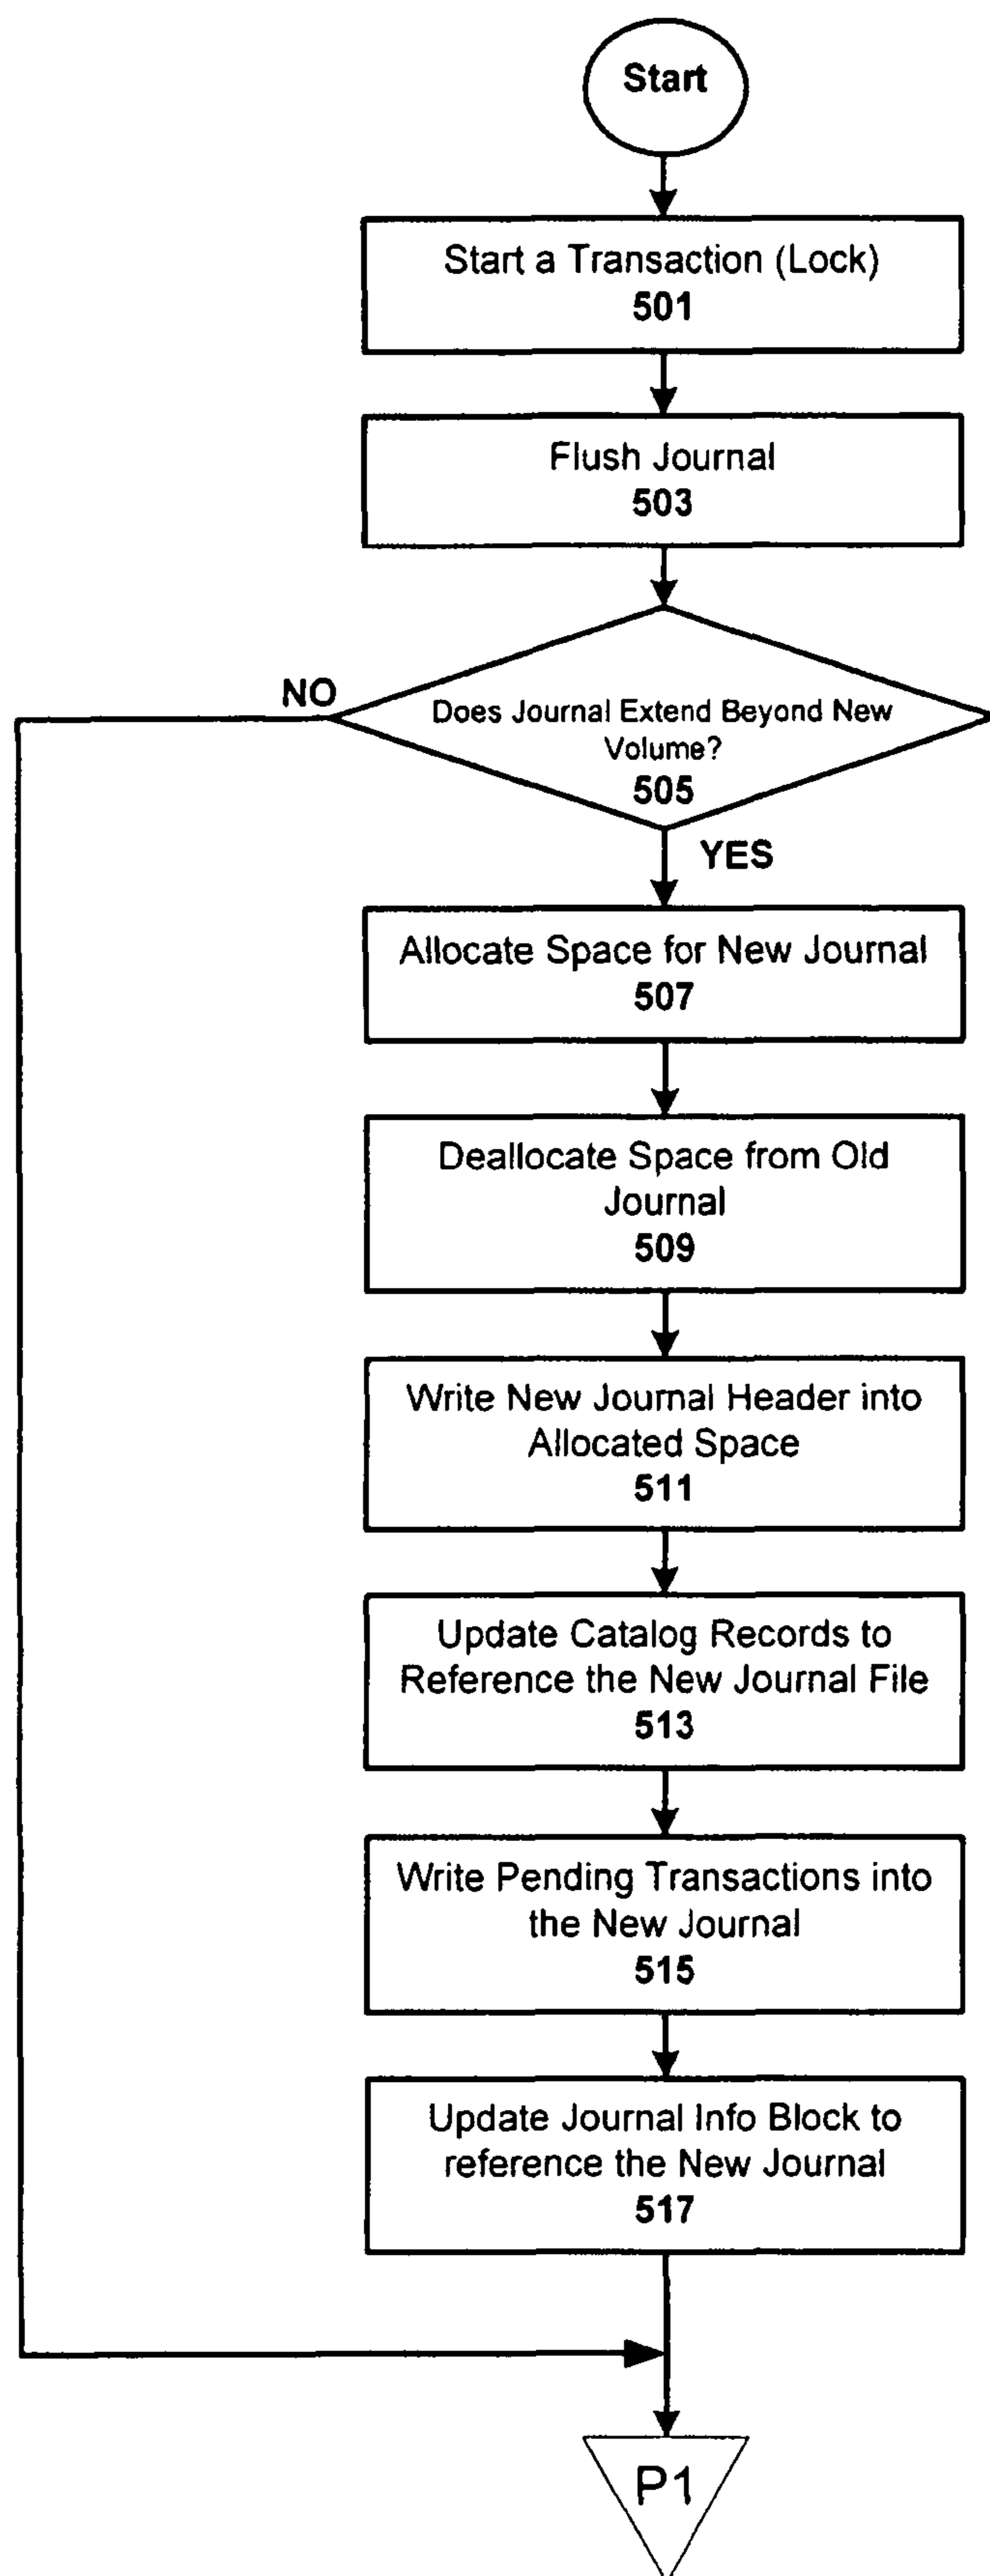 Start
Start a Transaction (Lock)
501
Flush Journal
503
NO
Does Journal Extend Beyond New
Volume?
505
YES
Allocate Space for New Journal
507
Deallocate Space from Old
Journal
509
Write New Journal Header into
Allocated Space
511
Update Catalog Records to
Reference the New Journal File
513
Write Pending Transactions into
the New Journal
515
Update Journal Info Block to
reference the New Journal
517
P1